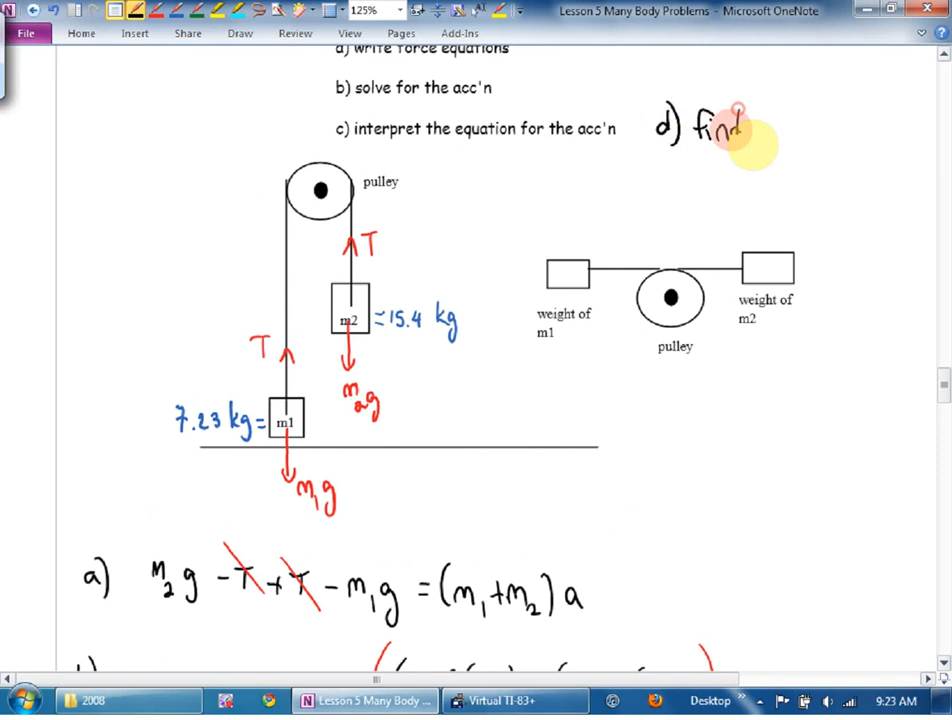 Lesson 5 Many Body Problems - Microsoft OneNote
125%
File Home Insert Share Draw Review View Pages Add-Ins
a) write force equations
b) solve for the acc'n
c) interpret the equation for the acc'n
d) find
pulley
T
m2 = 15.4 kg
weight of m1
weight of m2
pulley
T
m2g
7.23 kg = m1
m1g
a) m2g - T + T - m1g = (m1 + m2) a
2008
Lesson 5 Many Body ...
Virtual TI-83+
Desktop
9:23 AM